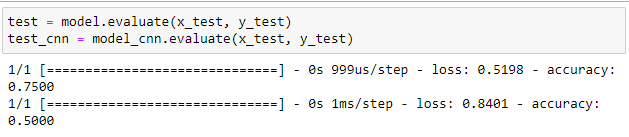 test = model.evaluate(x_test, y_test)
test_cnn = model_cnn.evaluate(x_test, y_test)
1/1 [==============================] - 0s 999us/step - loss: 0.5198 - accuracy:
0.7500
1/1 [==============================] - 0s 1ms/step - loss: 0.8401 - accuracy:
0.5000